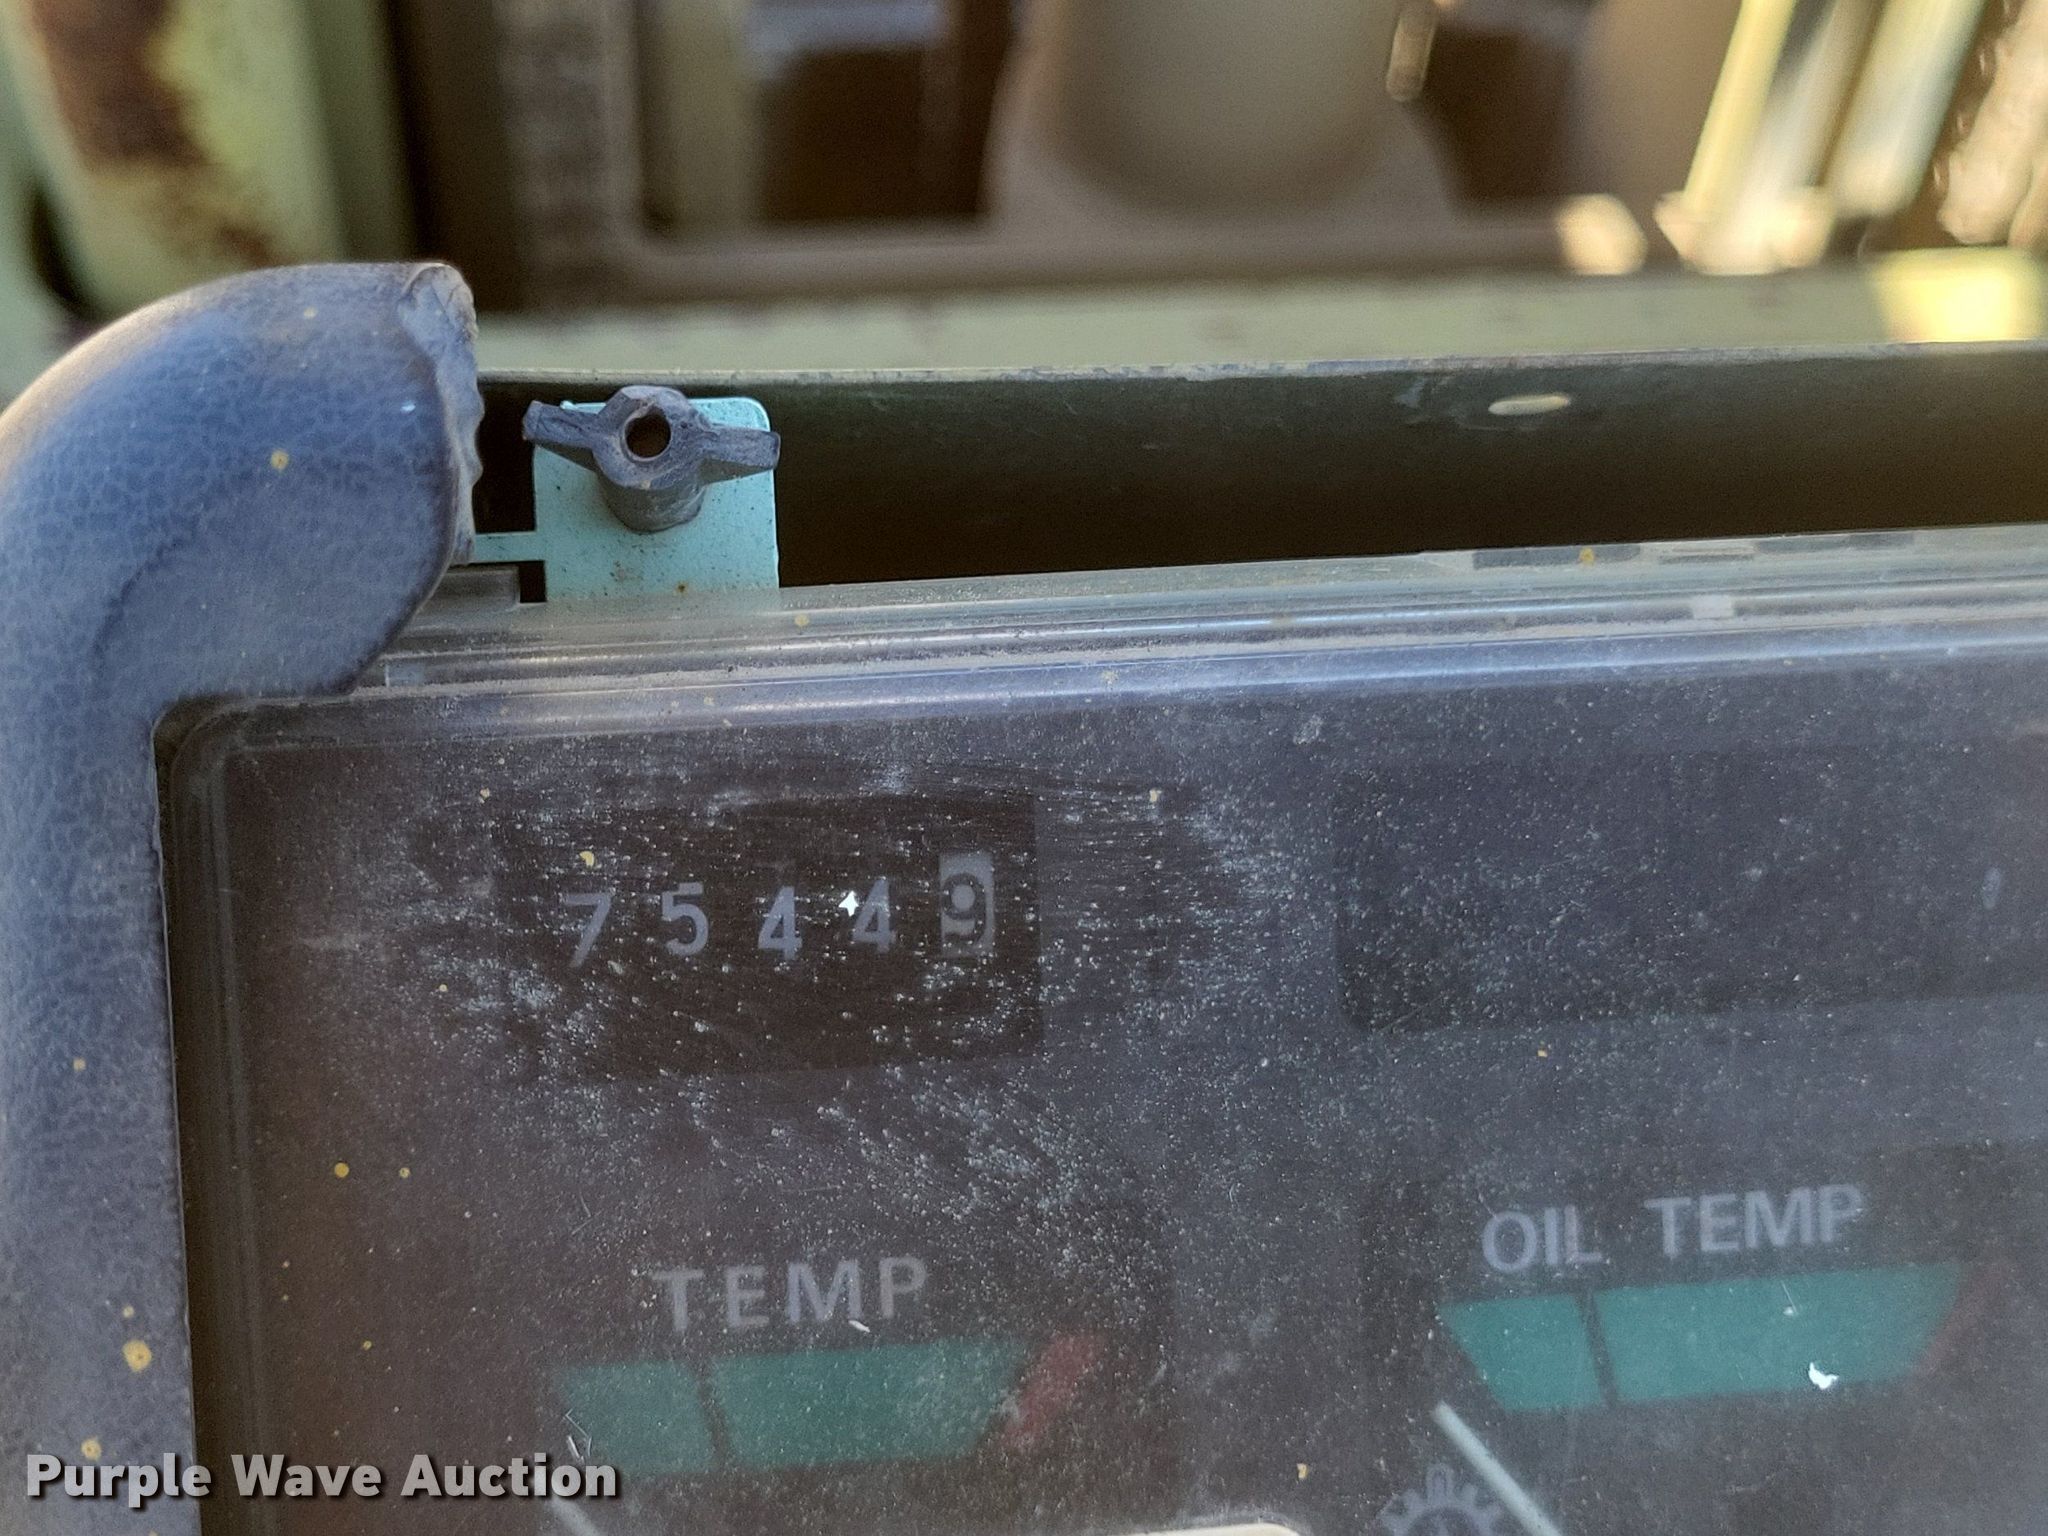 75449
TEMP
OIL TEMP
Purple Wave Auction